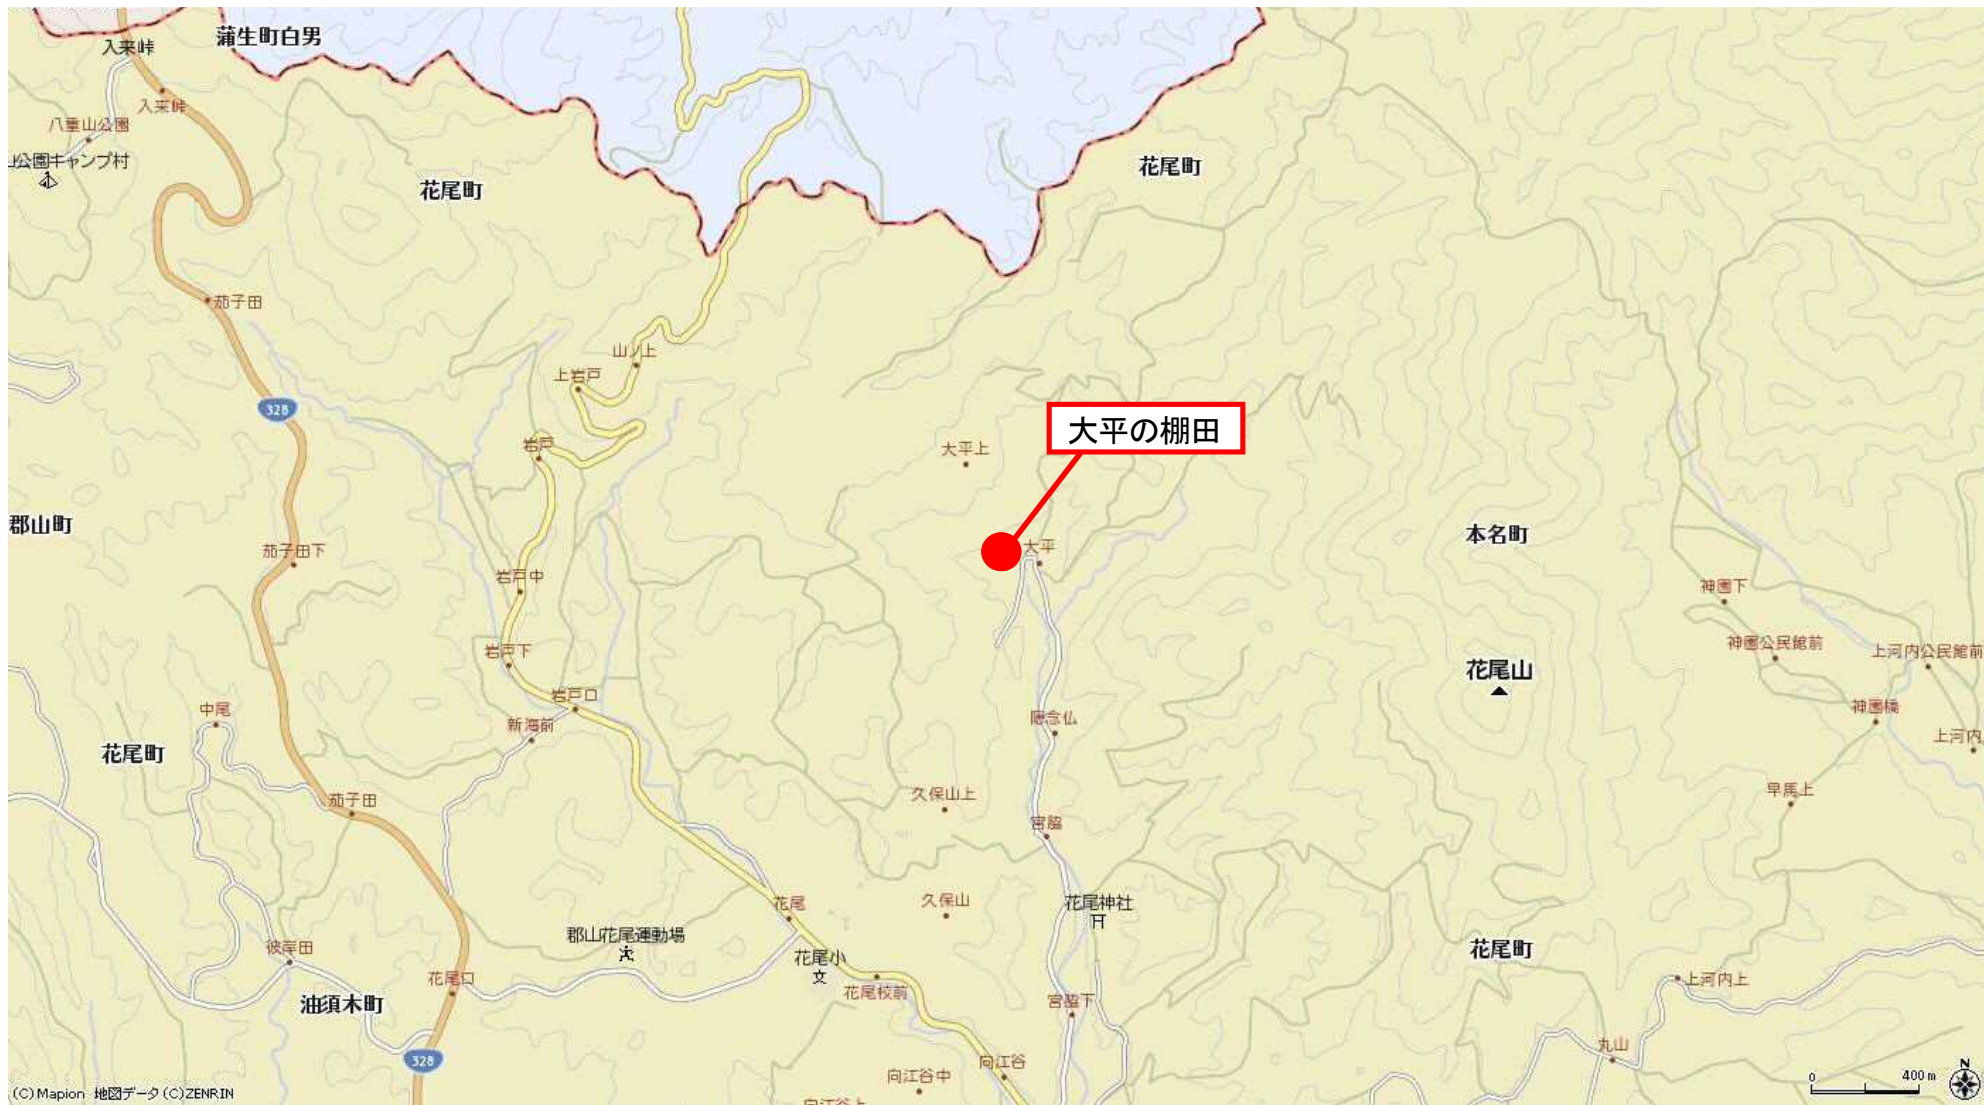 入来峠
蒲生町白男
入来峠
八重山公園
山公園キャンプ村
花尾町
花尾町
茄子田
山ノ上
上岩戸
328
岩戸
大平の棚田
大平上
郡山町
茄子田下
大平
本名町
岩戸中
神園下
岩戸下
神園公民館前
上河内公民館前
花尾山
岩戸口
中尾
新湯前
隠念仏
神園橋
上河内
花尾町
茄子田
久保山上
早馬上
宮脇
花尾
久保山
花尾神社
郡山花尾運動場
彼岸田
花尾小
文
花尾町
花尾口
花尾校前
上河内上
油須木町
宮脇下
丸山
328
向江谷
向江谷中
向江谷上
0 400m
N
(C)Mapion 地図データ(C)ZENRIN